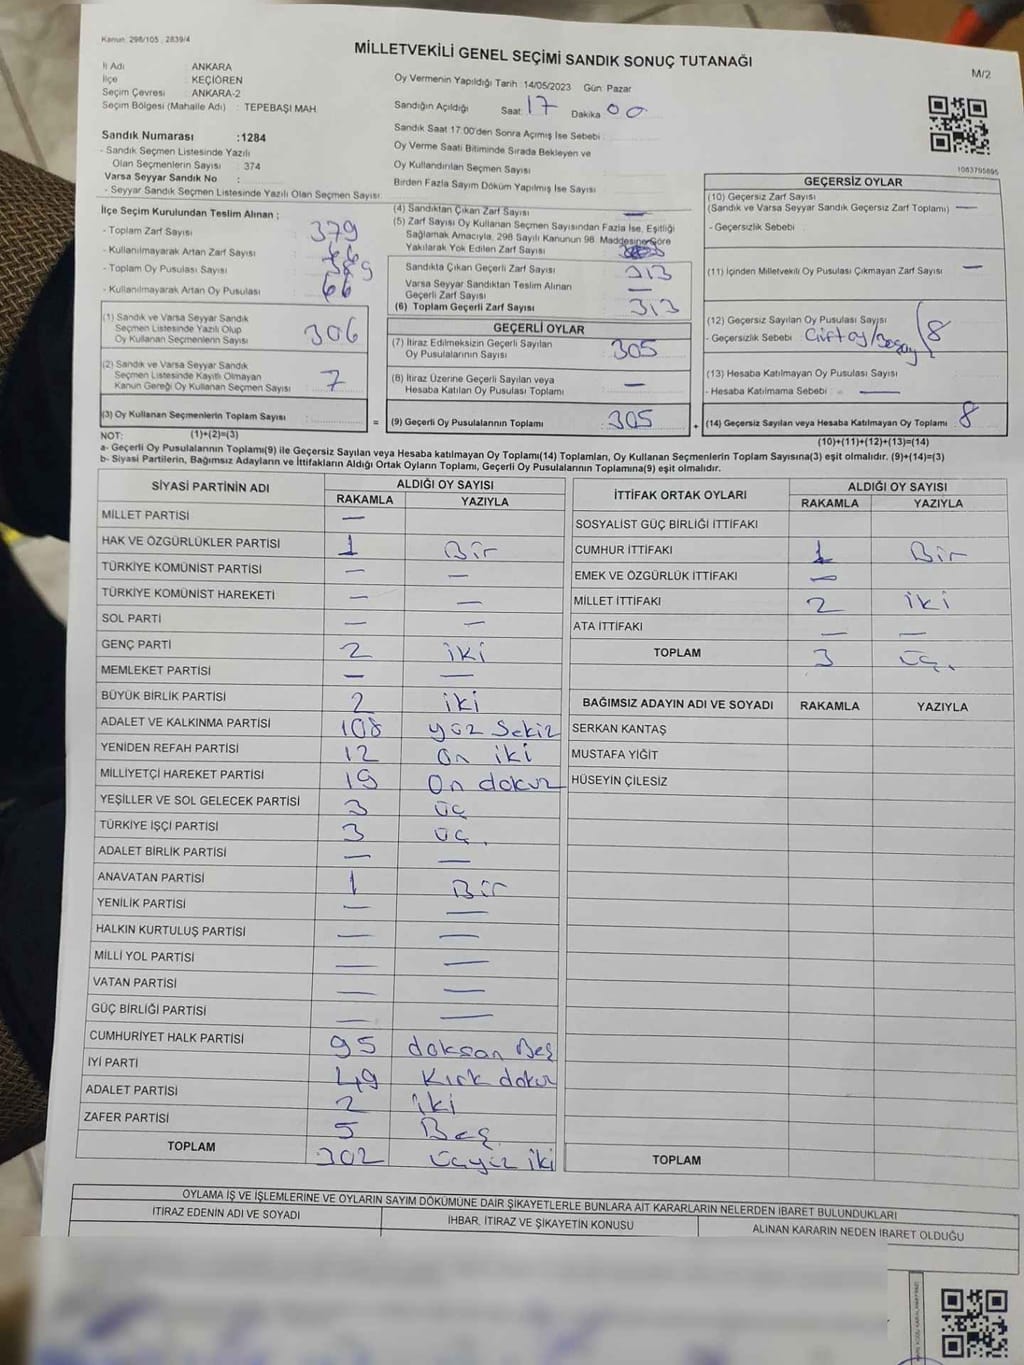 Kanun: 298/105 , 2839/4
MİLLETVEKİLİ GENEL SEÇİMİ SANDIK SONUÇ TUTANAĞI
M/2
İl Adı : ANKARA
İlçe : KEÇİÖREN
Seçim Çevresi : ANKARA-2
Seçim Bölgesi (Mahalle Adı) : TEPEBAŞI MAH.
Sandık Numarası :1284
- Sandık Seçmen Listesinde Yazılı
Olan Seçmenlerin Sayısı : 374
Varsa Seyyar Sandık No :
- Seyyar Sandık Seçmen Listesinde Yazılı Olan Seçmen Sayısı:
Oy Vermenin Yapıldığı Tarih :14/05/2023 Gün: Pazar
Sandığın Açıldığı Saat 17 Dakika 00
Sandık Saat 17:00'den Sonra Açımış İse Sebebi :
Oy Verme Saati Bitiminde Sırada Bekleyen ve
Oy Kullandırılan Seçmen Sayısı :
Birden Fazla Sayım Döküm Yapılmış İse Sayısı
1083795895
İlçe Seçim Kurulundan Teslim Alınan ;
- Toplam Zarf Sayısı : 379
- Kullanılmayarak Artan Zarf Sayısı :
- Toplam Oy Pusulası Sayısı :
- Kullanılmayarak Artan Oy Pusulası : 66
(1) Sandık ve Varsa Seyyar Sandık
Seçmen Listesinde Yazılı Olup
Oy Kullanan Seçmenlerin Sayısı : 306
(2) Sandık ve Varsa Seyyar Sandık
Seçmen Listesinde Kayıtlı Olmayan
Kanun Gereği Oy Kullanan Seçmen Sayısı : 7
(3) Oy Kullanan Seçmenlerin Toplam Sayısı :
(1)+(2)=(3)
(4) Sandıktan Çıkan Zarf Sayısı : —
(5) Zarf Sayısı Oy Kullanan Seçmen Sayısından Fazla İse, Eşitliği
Sağlamak Amacıyla, 298 Sayılı Kanunun 98. Maddesine Göre
Yakılarak Yok Edilen Zarf Sayısı :
Sandıkta Çıkan Geçerli Zarf Sayısı : 313
Varsa Seyyar Sandıktan Teslim Alınan
Geçerli Zarf Sayısı : —
(6) Toplam Geçerli Zarf Sayısı : 313
GEÇERLİ OYLAR
(7) İtiraz Edilmeksizin Geçerli Sayılan
Oy Pusulalarının Sayısı : 305
(8) İtiraz Üzerine Geçerli Sayılan veya
Hesaba Katılan Oy Pusulası Toplamı : —
= (9) Geçerli Oy Pusulalarının Toplamı : 305 +
GEÇERSİZ OYLAR
(10) Geçersiz Zarf Sayısı
(Sandık ve Varsa Seyyar Sandık Geçersiz Zarf Toplamı) : —
- Geçersizlik Sebebi :
(11) İçinden Milletvekili Oy Pusulası Çıkmayan Zarf Sayısı : —
(12) Geçersiz Sayılan Oy Pusulası Sayısı : 8
- Geçersizlik Sebebi : Çift oy/
(13) Hesaba Katılmayan Oy Pusulası Sayısı :
- Hesaba Katılmama Sebebi : —
(14) Geçersiz Sayılan veya Hesaba Katılmayan Oy Toplamı : 8
(10)+(11)+(12)+(13)=(14)
NOT:
a- Geçerli Oy Pusulalarının Toplamı(9) ile Geçersiz Sayılan veya Hesaba katılmayan Oy Toplamı(14) Toplamları, Oy Kullanan Seçmenlerin Toplam Sayısına(3) eşit olmalıdır. (9)+(14)=(3)
b- Siyasi Partilerin, Bağımsız Adayların ve İttifakların Aldığı Ortak Oyların Toplamı, Geçerli Oy Pusulalarının Toplamına(9) eşit olmalıdır.
SİYASİ PARTİNİN ADI ALDIĞI OY SAYISI
RAKAMLA YAZIYLA
MİLLET PARTİSİ —
HAK VE ÖZGÜRLÜKLER PARTİSİ 1 Bir
TÜRKİYE KOMÜNİST PARTİSİ — —
TÜRKİYE KOMÜNİST HAREKETİ — —
SOL PARTİ — —
GENÇ PARTİ 2 iki
MEMLEKET PARTİSİ — —
BÜYÜK BİRLİK PARTİSİ 2 iki
ADALET VE KALKINMA PARTİSİ 108 yüz Sekiz
YENİDEN REFAH PARTİSİ 12 On iki
MİLLİYETÇİ HAREKET PARTİSİ 19 On dokuz
YEŞİLLER VE SOL GELECEK PARTİSİ 3 üç
TÜRKİYE İŞÇİ PARTİSİ 3 üç.
ADALET BİRLİK PARTİSİ — —
ANAVATAN PARTİSİ 1 Bir
YENİLİK PARTİSİ — —
HALKIN KURTULUŞ PARTİSİ — —
MİLLİ YOL PARTİSİ — —
VATAN PARTİSİ — —
GÜÇ BİRLİĞİ PARTİSİ — —
CUMHURİYET HALK PARTİSİ 95 doksan Beş
İYİ PARTİ 49 Kırk dokuz
ADALET PARTİSİ 2 iki
ZAFER PARTİSİ 5 Beş
TOPLAM 302 üçyüz iki
İTTİFAK ORTAK OYLARI ALDIĞI OY SAYISI
RAKAMLA YAZIYLA
SOSYALİST GÜÇ BİRLİĞİ İTTİFAKI
CUMHUR İTTİFAKI 1 Bir
EMEK VE ÖZGÜRLÜK İTTİFAKI —
MİLLET İTTİFAKI 2 iki
ATA İTTİFAKI — —
TOPLAM 3 üç.
BAĞIMSIZ ADAYIN ADI VE SOYADI RAKAMLA YAZIYLA
SERKAN KANTAŞ
MUSTAFA YİĞİT
HÜSEYİN ÇİLESİZ
TOPLAM
OYLAMA İŞ VE İŞLEMLERINE VE OYLARIN SAYIM DÖKÜMÜNE DAİR ŞİKAYETLERLE BUNLARA AİT KARARLARIN NELERDEN İBARET BULUNDUKLARI
İTİRAZ EDENİN ADI VE SOYADI İHBAR, İTİRAZ VE ŞİKAYETİN KONUSU ALINAN KARARIN NEDEN İBARET OLDUĞU